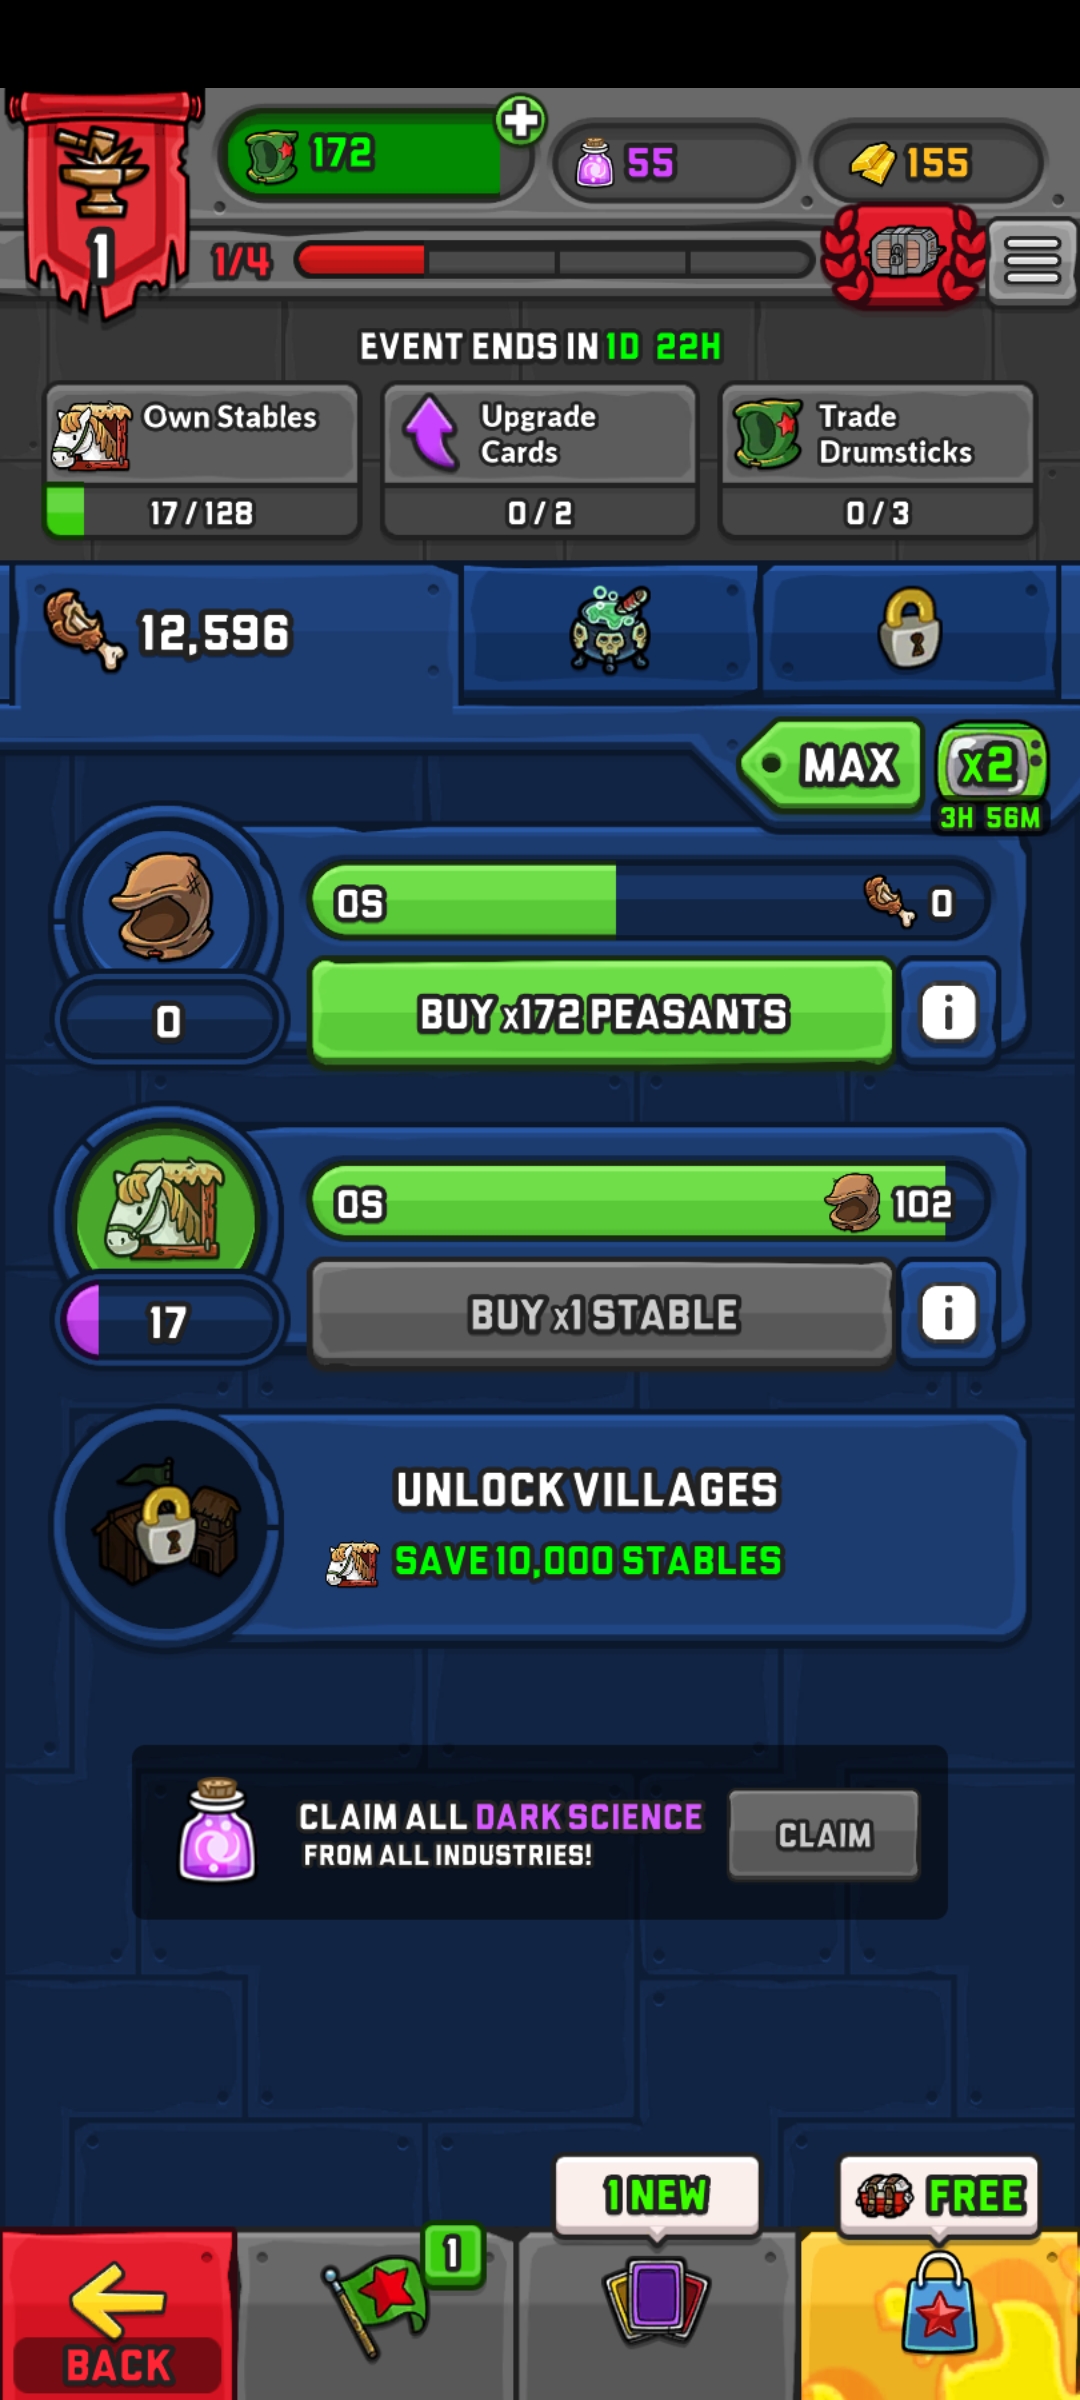 172
55
155
1
1/4
EVENT ENDS IN 1D 22H
Own Stables
17/128
Upgrade
Cards
0/2
Trade
Drumsticks
0/3
12,596
MAX
x2
3H 56M
0S
0
0
BUY x172 PEASANTS
i
0S
102
17
BUY x1 STABLE
i
UNLOCK VILLAGES
SAVE 10,000 STABLES
CLAIM ALL DARK SCIENCE
FROM ALL INDUSTRIES!
CLAIM
1 NEW
FREE
1
BACK